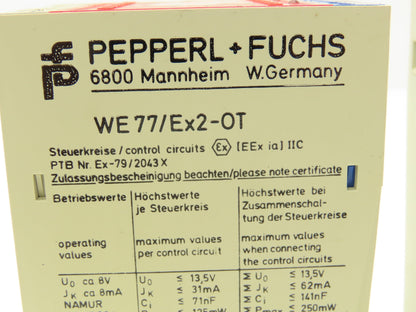 PEPPERL + FUCHS
6800 Mannheim W.Germany
WE 77/Ex2-OT
Steuerkreise / control circuits Ex [EEx ia] IIC
PTB Nr. Ex-79/2043 X
Zulassungsbescheinigung beachten/please note certificate
Betriebswerte
operating
values
U₀ ca 8V
Jₖ ca 8mA
NAMUR
Höchstwerte
je Steuerkreis
maximum values
per control circuit
U₀ ≤ 13,5V
Jₖ ≤ 31mA
Cᵢ ≤ 71nF
Höchstwerte bei
Zusammenschal-
tung der Steuerkreise
maximum values
when connecting
the control circuits
Σ U₀ ≤ 13,5V
Σ Jₖ ≤ 62mA
Σ Cᵢ ≤ 141nF
Σ Pmax ≤ 250mW